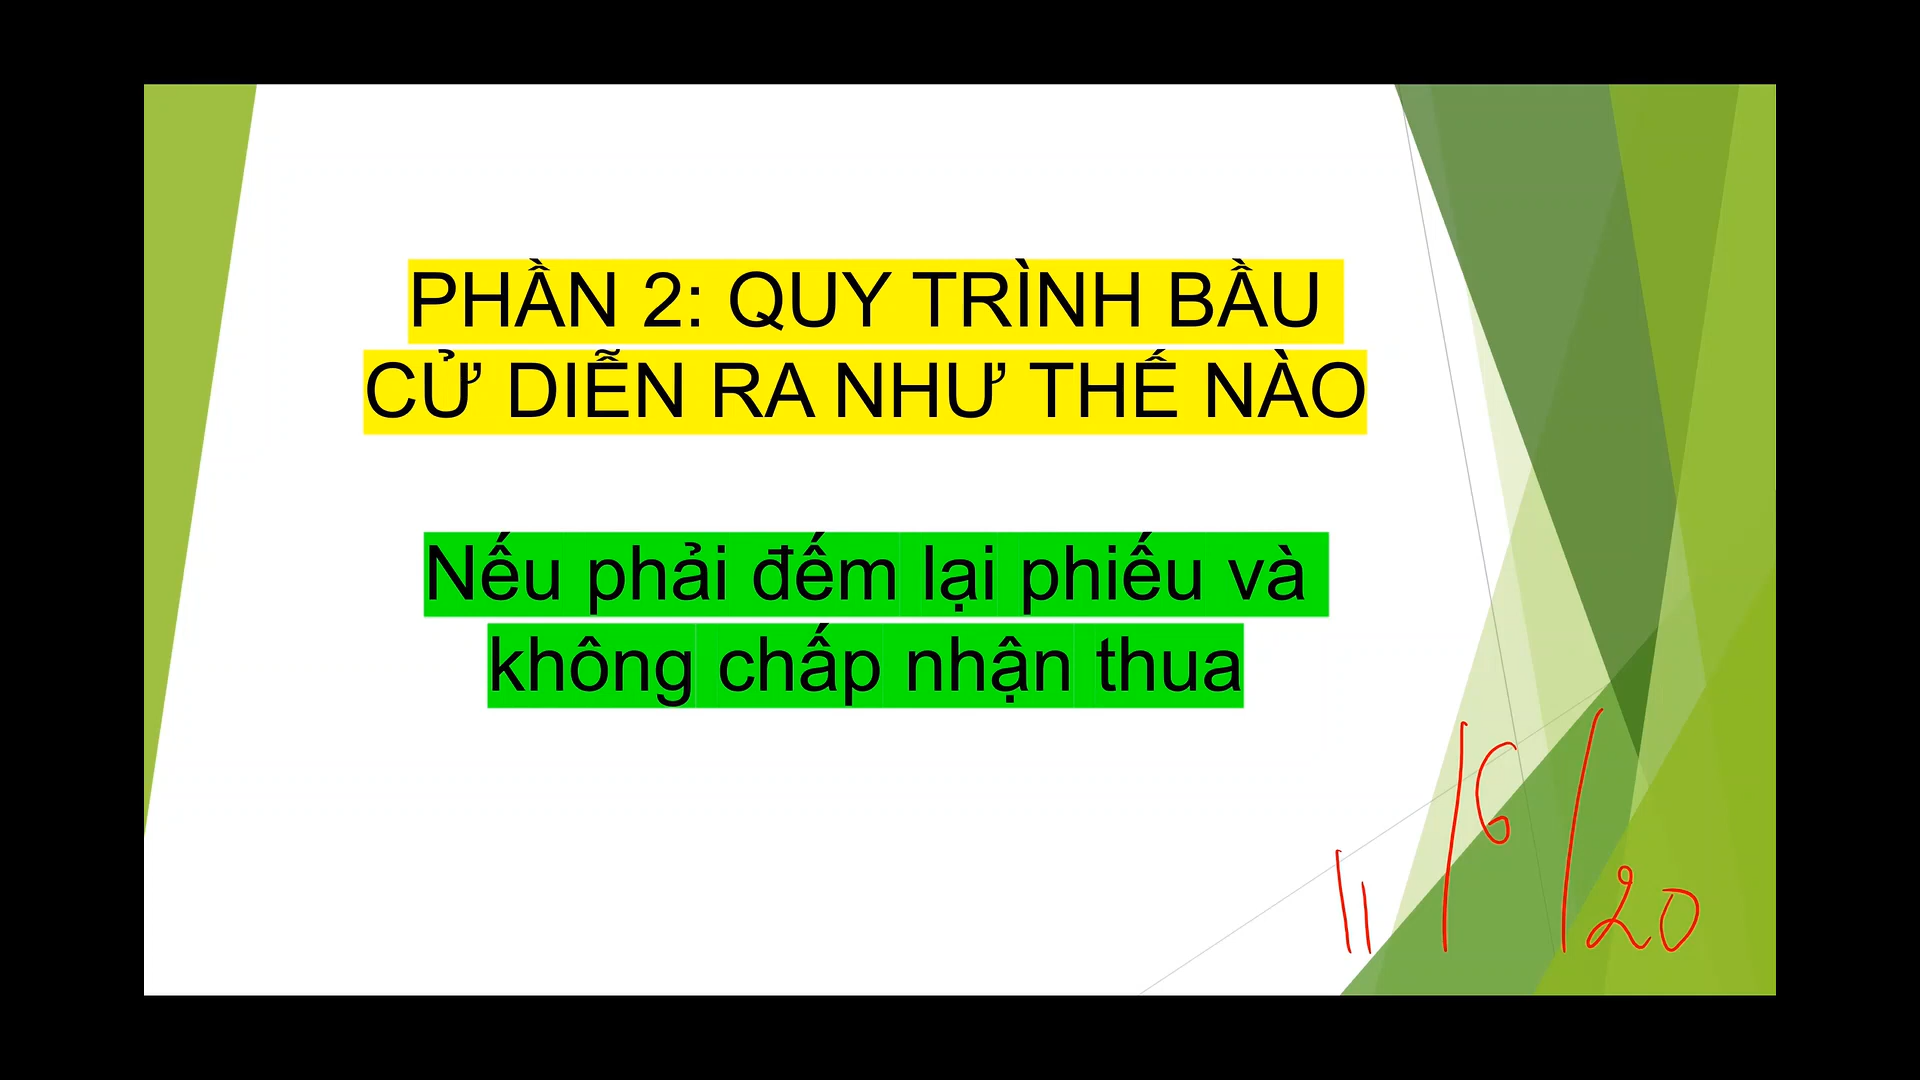 PHẦN 2: QUY TRÌNH BẦU
CỬ DIỄN RA NHƯ THẾ NÀO
Nếu phải đếm lại phiếu và
không chấp nhận thua
11/6/20